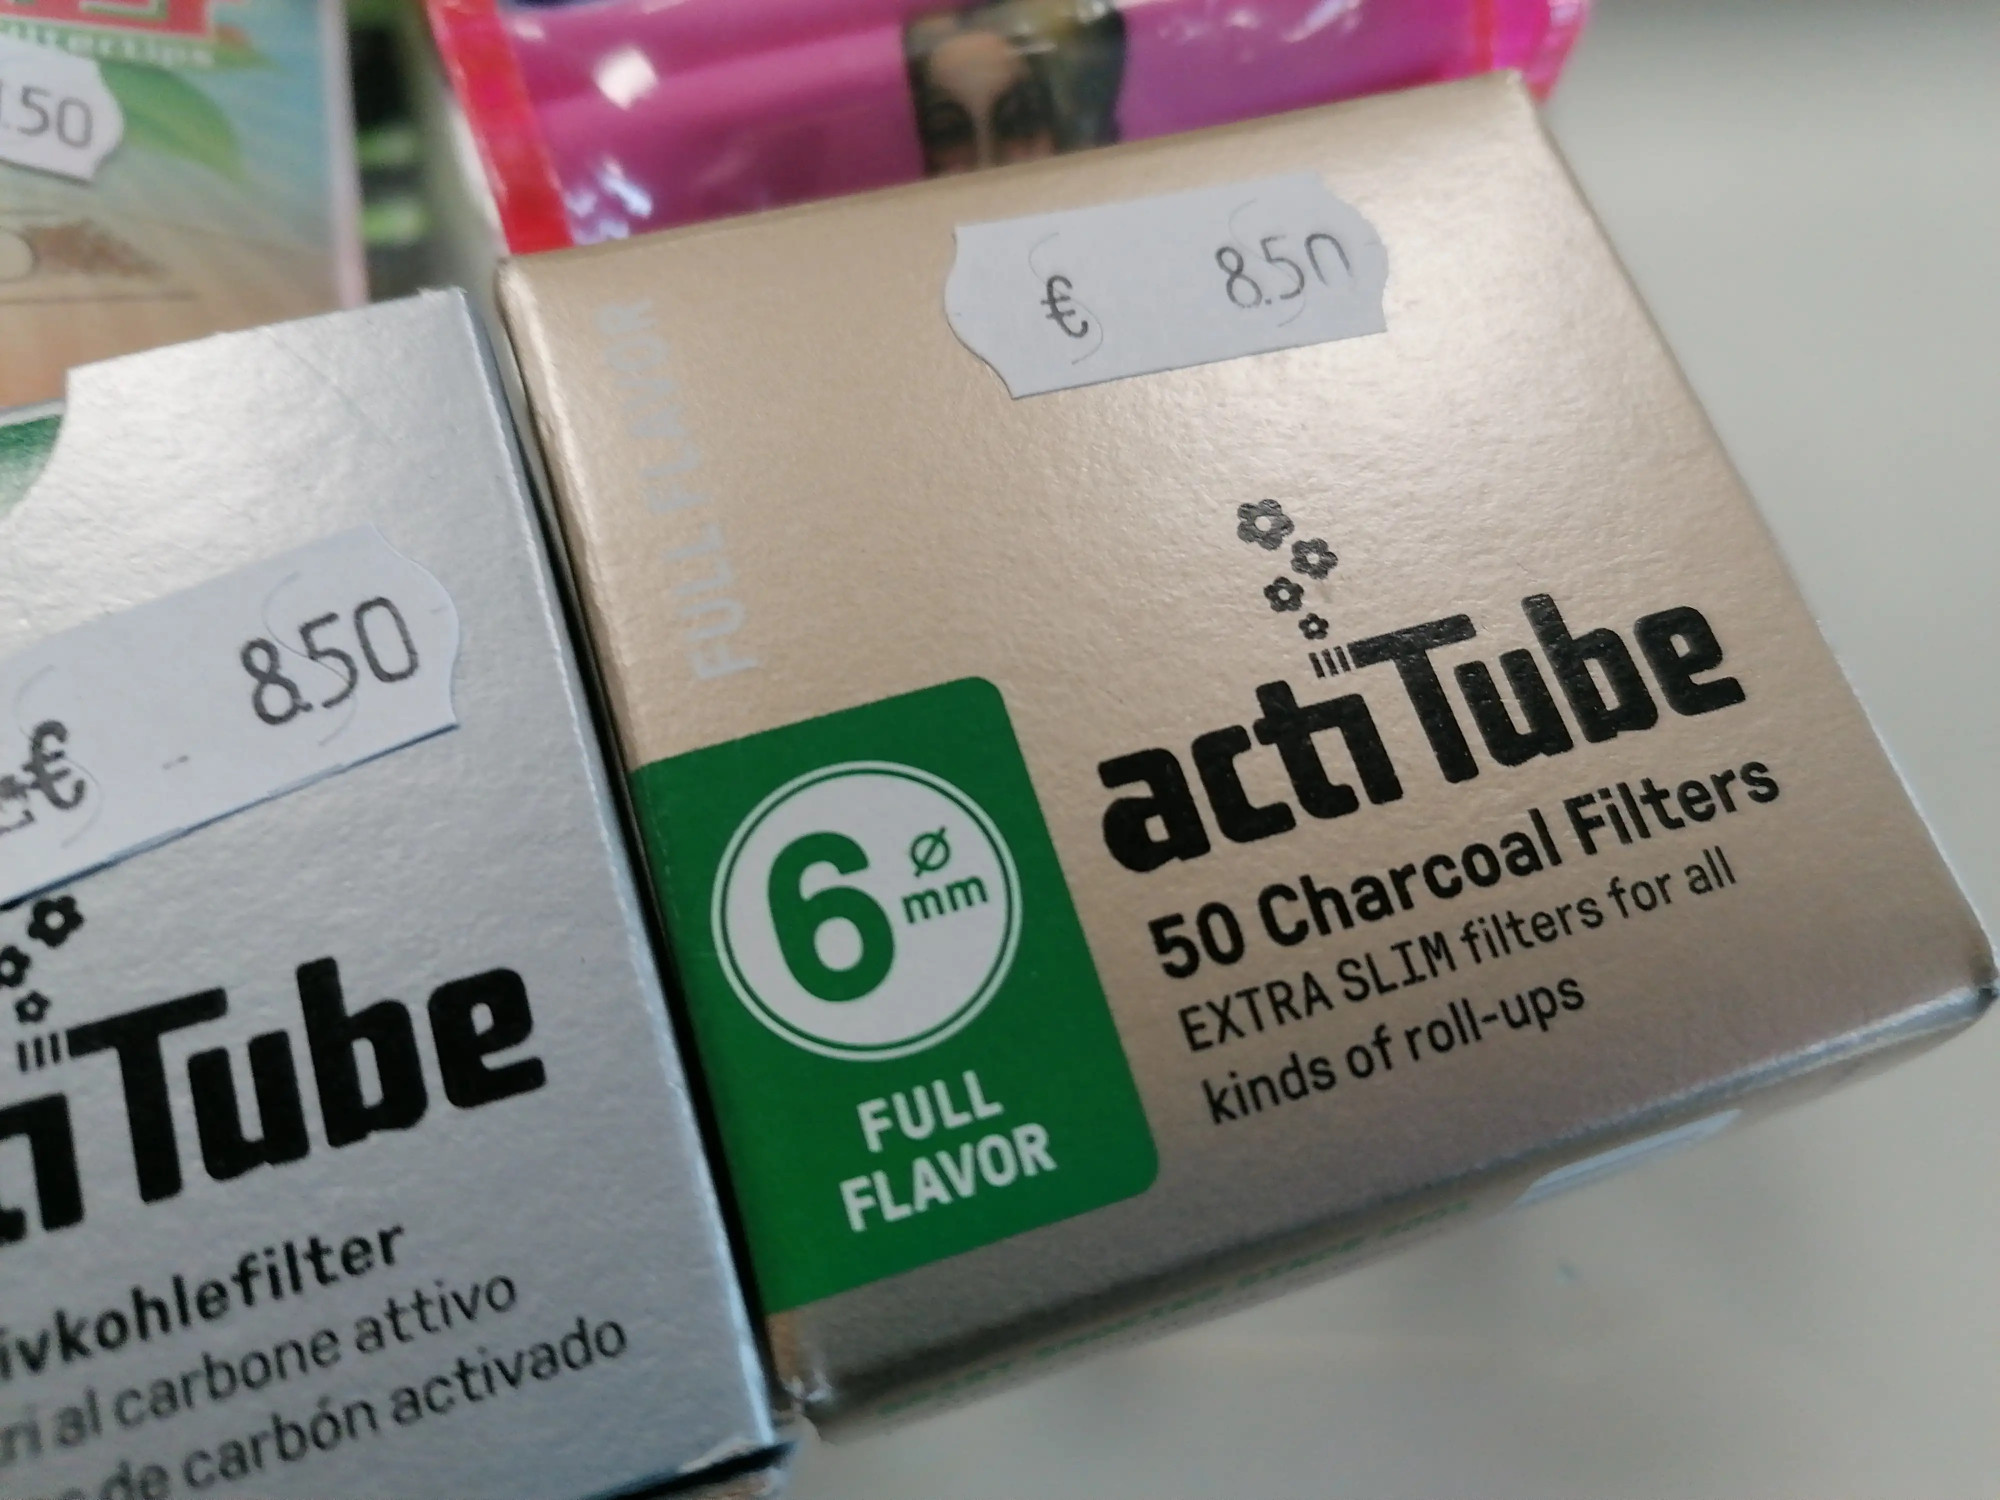 .50
€ 8.50
FULL FLAVOR
actiTube
50 Charcoal Filters
EXTRA SLIM filters for all
kinds of roll-ups
6 ø
mm
FULL
FLAVOR
€ 8.50
Tube
ivkohlefilter
ri al carbone attivo
de carbón activado